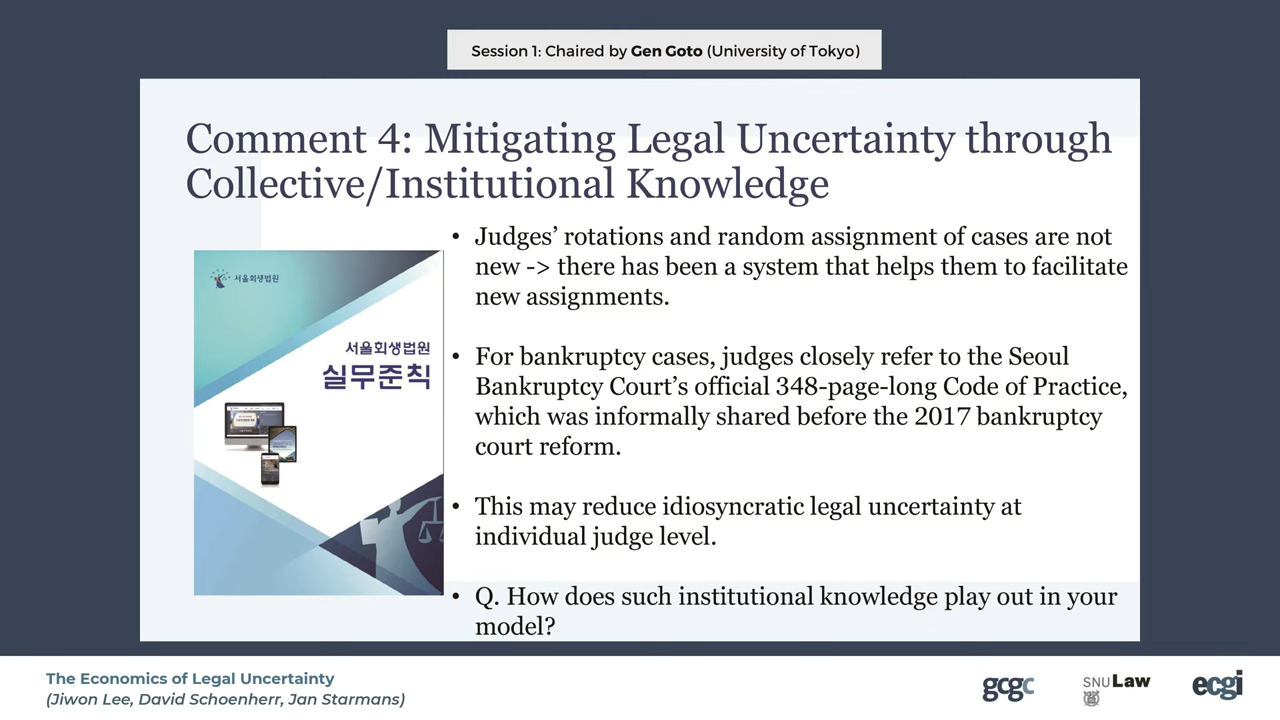 Session 1: Chaired by Gen Goto (University of Tokyo)
Comment 4: Mitigating Legal Uncertainty through
Collective/Institutional Knowledge
서울회생법원
서울회생법원
실무준칙
• Judges’ rotations and random assignment of cases are not
new -> there has been a system that helps them to facilitate
new assignments.
• For bankruptcy cases, judges closely refer to the Seoul
Bankruptcy Court’s official 348-page-long Code of Practice,
which was informally shared before the 2017 bankruptcy
court reform.
• This may reduce idiosyncratic legal uncertainty at
individual judge level.
• Q. How does such institutional knowledge play out in your
model?
The Economics of Legal Uncertainty
(Jiwon Lee, David Schoenherr, Jan Starmans)
gcgc
SNU Law
ecgi